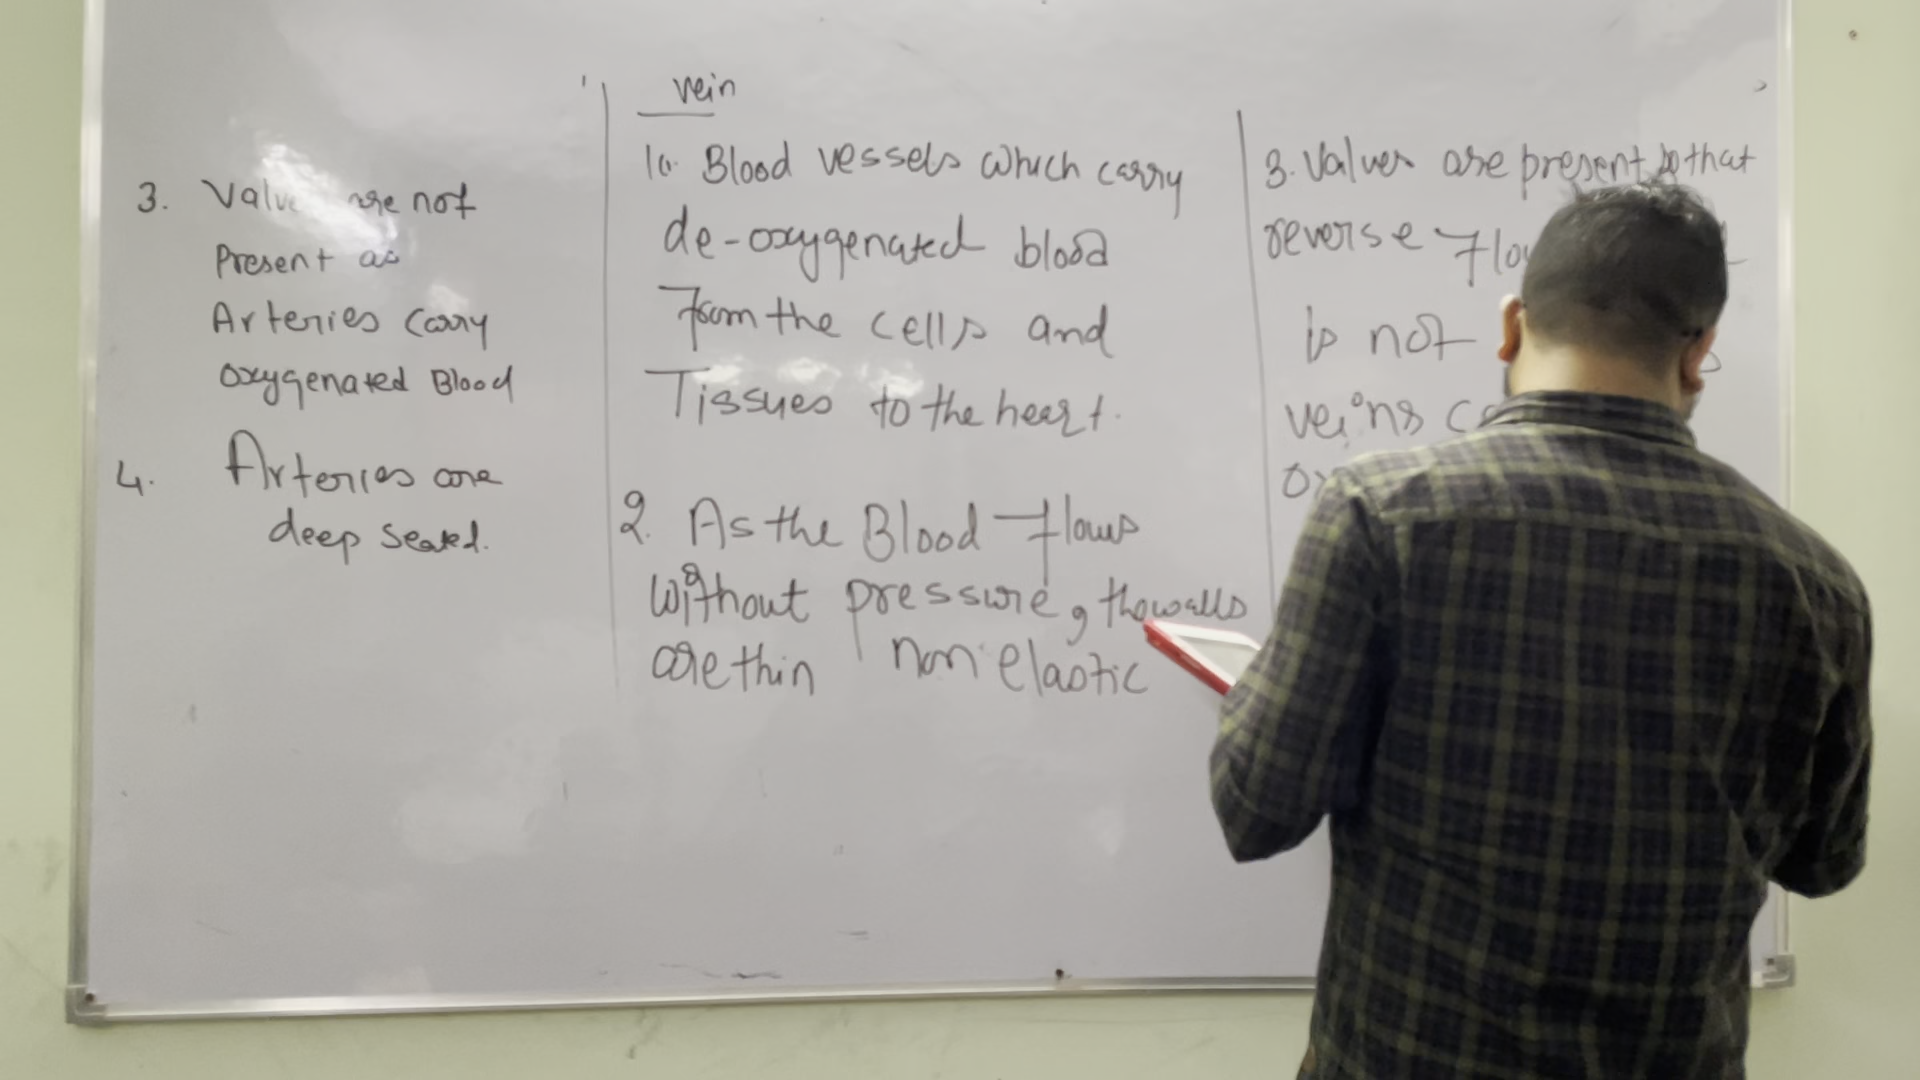 3. Valves are not
Present as
Arteries carry
oxygenated Blood
4. Arteries are
deep seated.
vein
1. Blood vessels which carry
de-oxygenated blood
from the cells and
Tissues to the heart.
2. As the Blood flows
without pressure, the walls
are thin non elastic
3. Valves are present so that
reverse
is not
veins